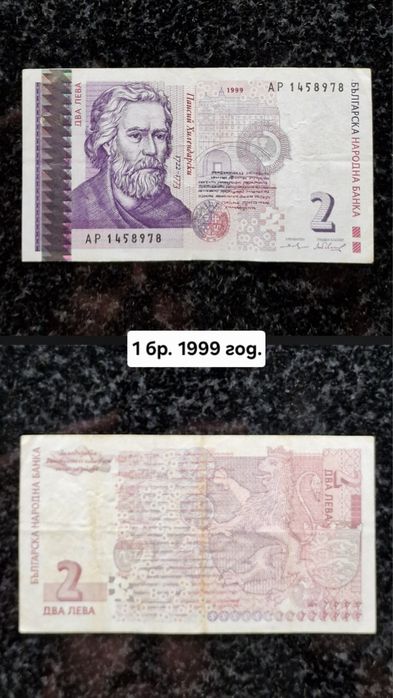 ДВА ЛЕВА
АР 1458978
Паисий Хилендарски
1722-1773
1999
АР 1458978
2
БЪЛГАРСКА
НАРОДНА БАНКА
1 бр. 1999 год.
БЪЛГАРСКА НАРОДНА БАНКА
2
ДВА ЛЕВА
2
ДВА ЛЕВА